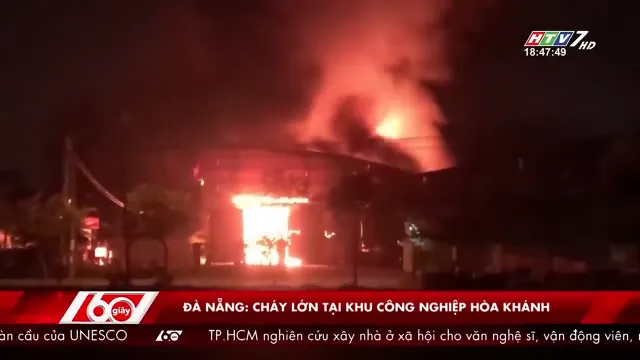 HTV7 HD
18:47:49
60 giây
ĐÀ NẴNG: CHÁY LỚN TẠI KHU CÔNG NGHIỆP HÒA KHÁNH
àn cầu của UNESCO 60 TP.HCM nghiên cứu xây nhà ở xã hội cho văn nghệ sĩ, vận động viên,